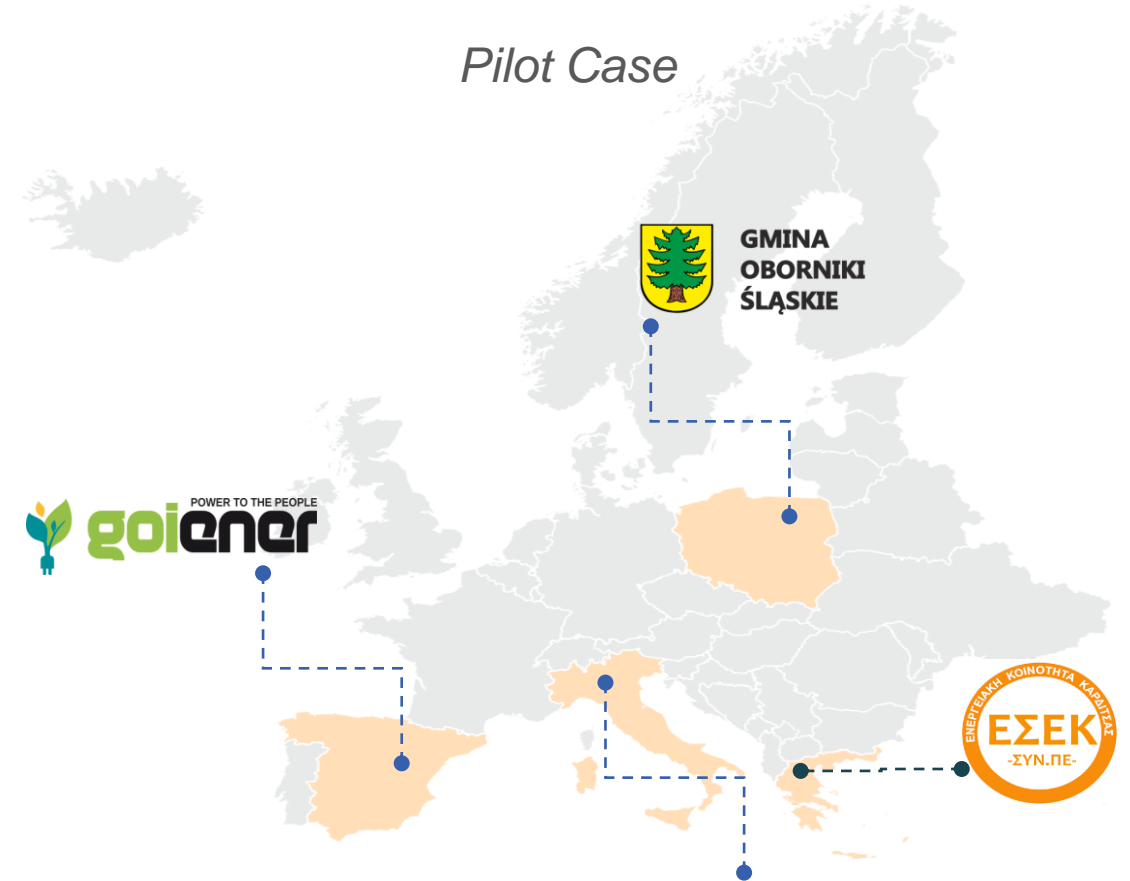 Pilot Case
GMINA
OBORNIKI
ŚLĄSKIE
POWER TO THE PEOPLE
goiener
ΕΝΕΡΓΕΙΑΚΗ ΚΟΙΝΟΤΗΤΑ ΚΑΡΔΙΤΣΑΣ
ΕΣΕΚ
-ΣΥΝ.ΠΕ-